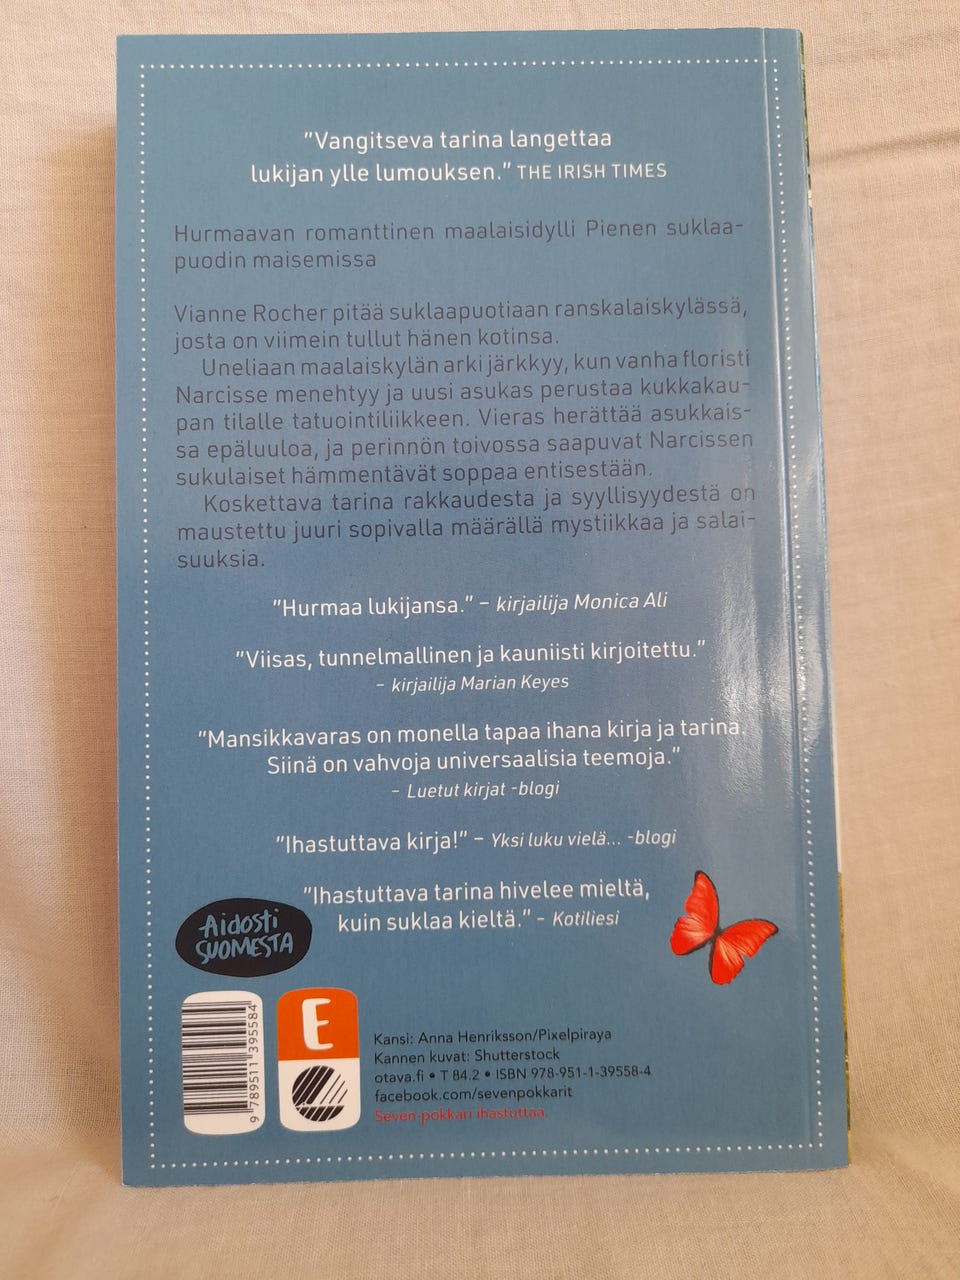 "Vangitseva tarina langettaa
lukijan ylle lumouksen." THE IRISH TIMES
Hurmaavan romanttinen maalaisidylli Pienen suklaa-
puodin maisemissa
Vianne Rocher pitää suklaapuotiaan ranskalaiskylässä,
josta on viimein tullut hänen kotinsa.
Uneliaan maalaiskylän arki järkkyy, kun vanha floristi
Narcisse menehtyy ja uusi asukas perustaa kukkakau-
pan tilalle tatuointiliikkeen. Vieras herättää asukkais-
sa epäluuloa, ja perinnön toivossa saapuvat Narcissen
sukulaiset hämmentävät soppaa entisestään.
Koskettava tarina rakkaudesta ja syyllisyydestä on
maustettu juuri sopivalla määrällä mystiikkaa ja salai-
suuksia.
"Hurmaa lukijansa." – kirjailija Monica Ali
"Viisas, tunnelmallinen ja kauniisti kirjoitettu."
– kirjailija Marian Keyes
"Mansikkavaras on monella tapaa ihana kirja ja tarina.
Siinä on vahvoja universaalisia teemoja."
– Luetut kirjat -blogi
"Ihastuttava kirja!" – Yksi luku vielä... -blogi
"Ihastuttava tarina hivelee mieltä,
kuin suklaa kieltä." – Kotiliesi
Aidosti
SUOMESTA
9 789511 395584
E
Kansi: Anna Henriksson/Pixelpiraya
Kannen kuvat: Shutterstock
otava.fi • T 84.2 • ISBN 978-951-1-39558-4
facebook.com/sevenpokkarit
Seven-pokkari ihastuttaa.